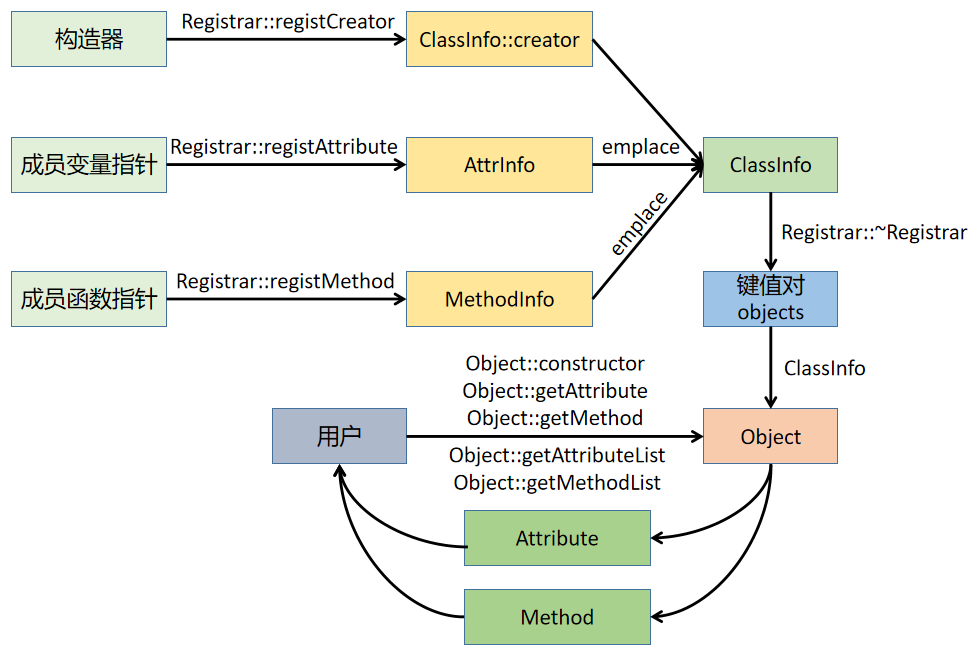 构造器
Registrar::registCreator
ClassInfo::creator
成员变量指针
Registrar::registAttribute
AttrInfo
emplace
ClassInfo
emplace
Registrar::~Registrar
成员函数指针
Registrar::registMethod
MethodInfo
键值对
objects
ClassInfo
Object::constructor
Object::getAttribute
Object::getMethod
用户
Object
Object::getAttributeList
Object::getMethodList
Attribute
Method